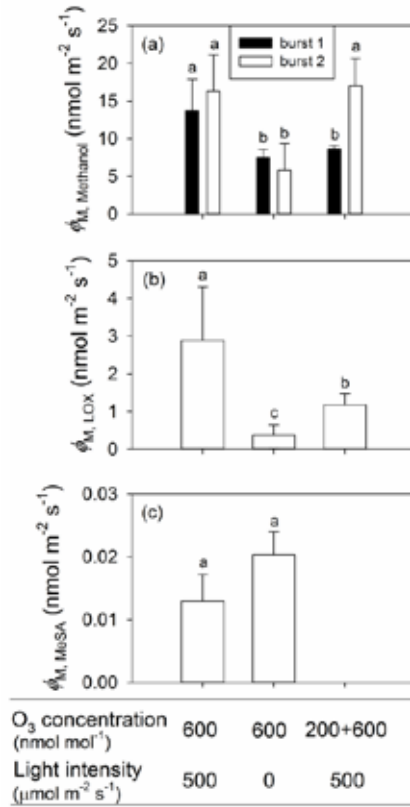 (a)
burst 1
burst 2
a a b b b a
25
20
15
10
5
0
ϕM, Methanol (nmol m⁻² s⁻¹)
(b)
a c b
5
4
3
2
1
0
ϕM, LOX (nmol m⁻² s⁻¹)
(c)
a a
0.03
0.02
0.01
0.00
ϕM, MeSA (nmol m⁻² s⁻¹)
O₃ concentration 600 600 200+600
(nmol mol⁻¹)
Light intensity 500 0 500
(μmol m⁻² s⁻¹)